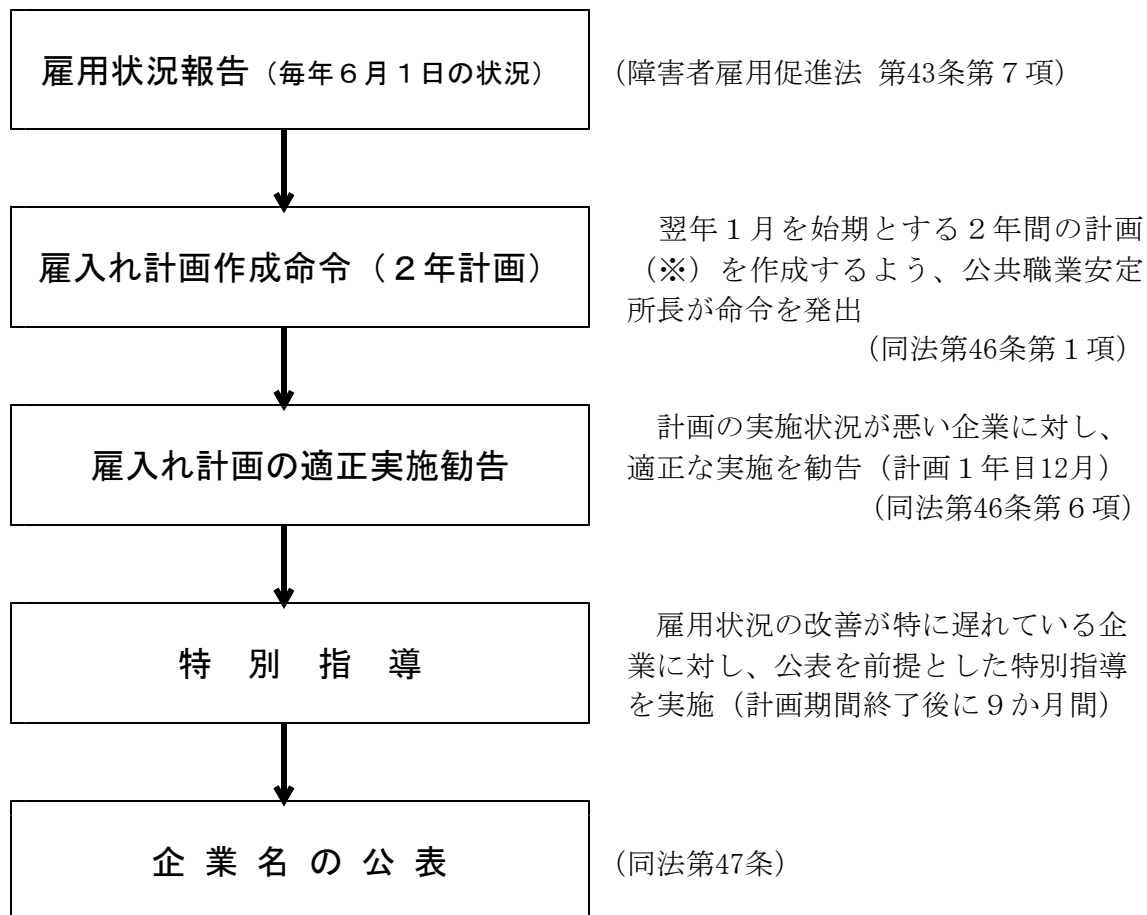 雇用状況報告（毎年６月１日の状況）
（障害者雇用促進法 第43条第７項）
雇入れ計画作成命令（２年計画）
翌年１月を始期とする２年間の計画
（※）を作成するよう、公共職業安定
所長が命令を発出
（同法第46条第１項）
雇入れ計画の適正実施勧告
計画の実施状況が悪い企業に対し、
適正な実施を勧告（計画１年目12月）
（同法第46条第６項）
特別指導
雇用状況の改善が特に遅れている企
業に対し、公表を前提とした特別指導
を実施（計画期間終了後に９か月間）
企業名の公表
（同法第47条）